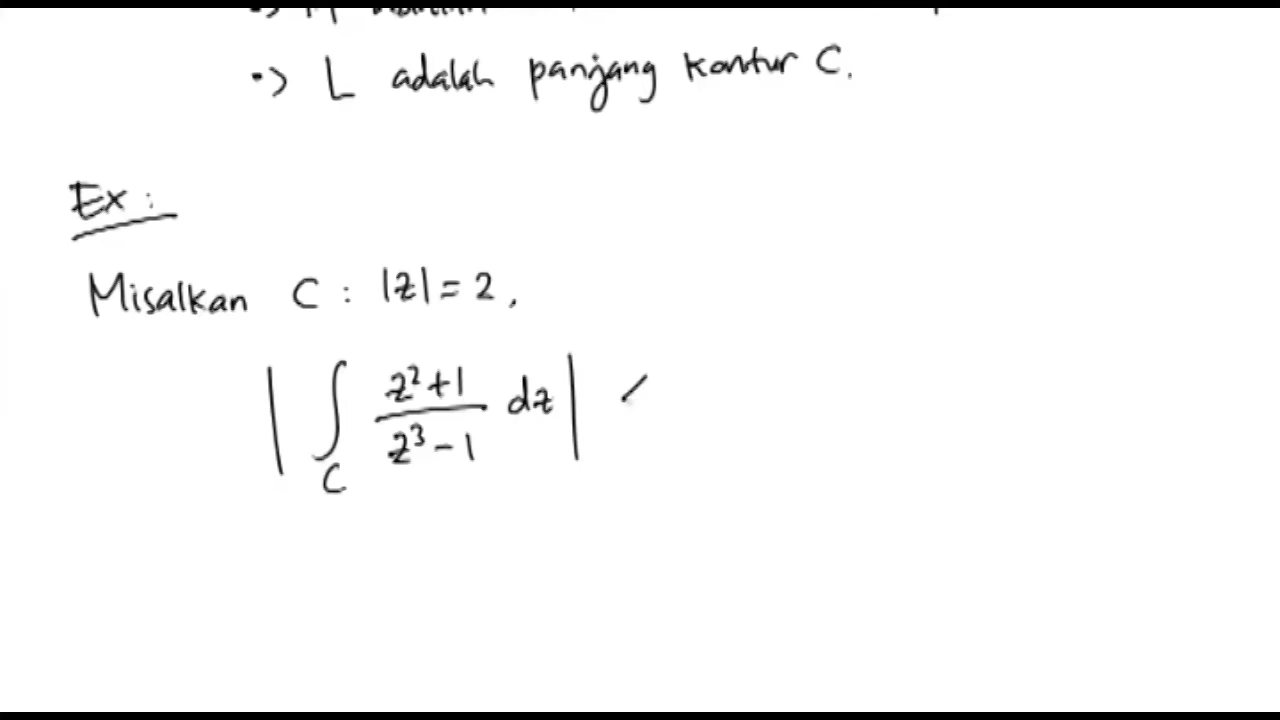 •> L adalah panjang kontur C.
Ex :
Misalkan C : |z| = 2,
| ∫_C (z²+1)/(z³-1) dz |